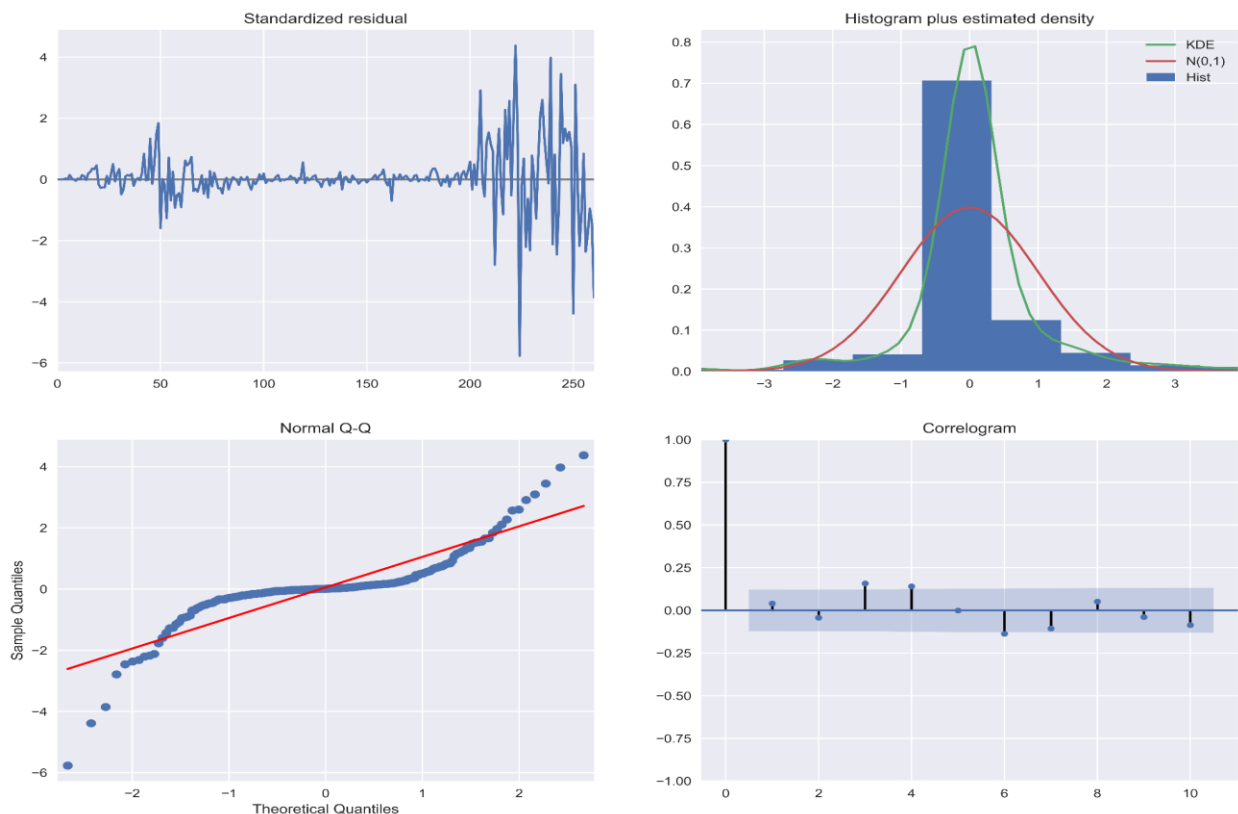 Standardized residual
4
2
0
−2
−4
−6
0 50 100 150 200 250
Histogram plus estimated density
KDE
N(0,1)
Hist
0.8
0.7
0.6
0.5
0.4
0.3
0.2
0.1
0.0
−3 −2 −1 0 1 2 3
Normal Q-Q
Sample Quantiles
4
2
0
−2
−4
−6
−2 −1 0 1 2
Theoretical Quantiles
Correlogram
1.00
0.75
0.50
0.25
0.00
−0.25
−0.50
−0.75
−1.00
0 2 4 6 8 10